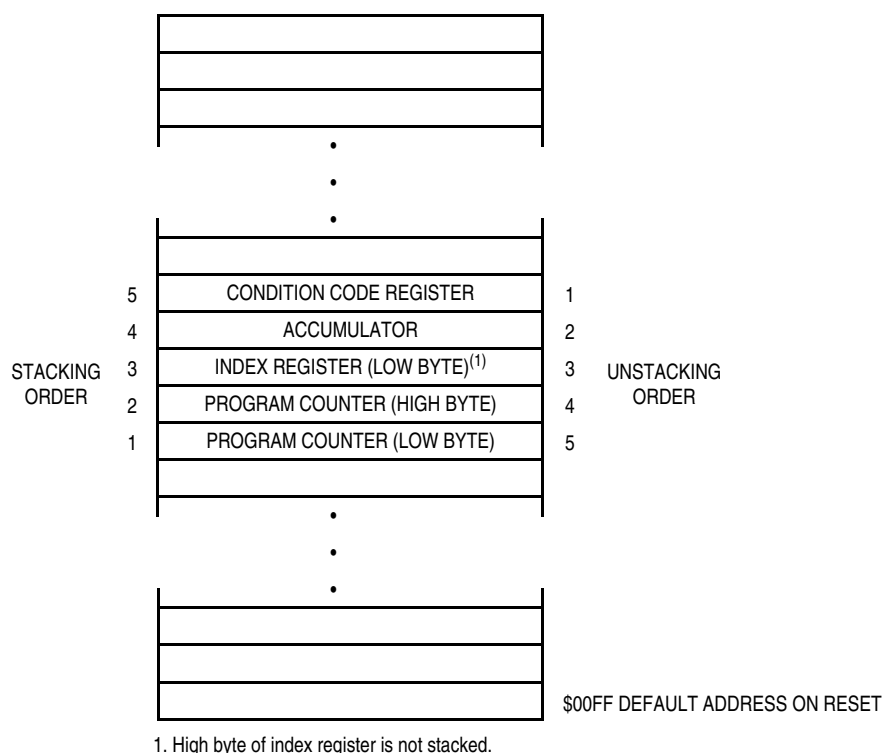 5 CONDITION CODE REGISTER 1
4 ACCUMULATOR 2
STACKING ORDER
3 INDEX REGISTER (LOW BYTE)(1) 3
UNSTACKING ORDER
2 PROGRAM COUNTER (HIGH BYTE) 4
1 PROGRAM COUNTER (LOW BYTE) 5
$00FF DEFAULT ADDRESS ON RESET
1. High byte of index register is not stacked.